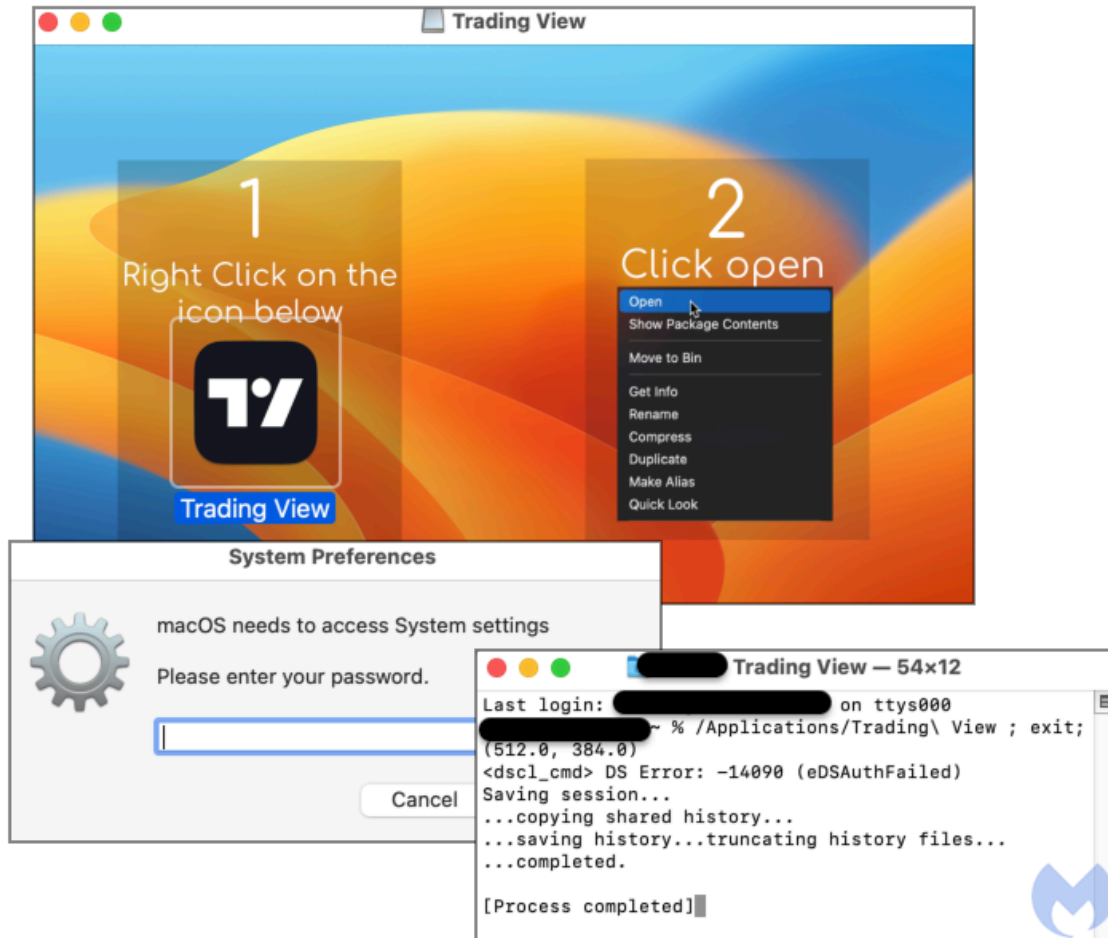 Trading View
1
Right Click on the
icon below
Trading View
2
Click open
Open
Show Package Contents
Move to Bin
Get Info
Rename
Compress
Duplicate
Make Alias
Quick Look
System Preferences
macOS needs to access System settings
Please enter your password.
Cancel
Trading View — 54×12
Last login: on ttys000
~ % /Applications/Trading\ View ; exit;
(512.0, 384.0)
<dscl_cmd> DS Error: -14090 (eDSAuthFailed)
Saving session...
...copying shared history...
...saving history...truncating history files...
...completed.
[Process completed]